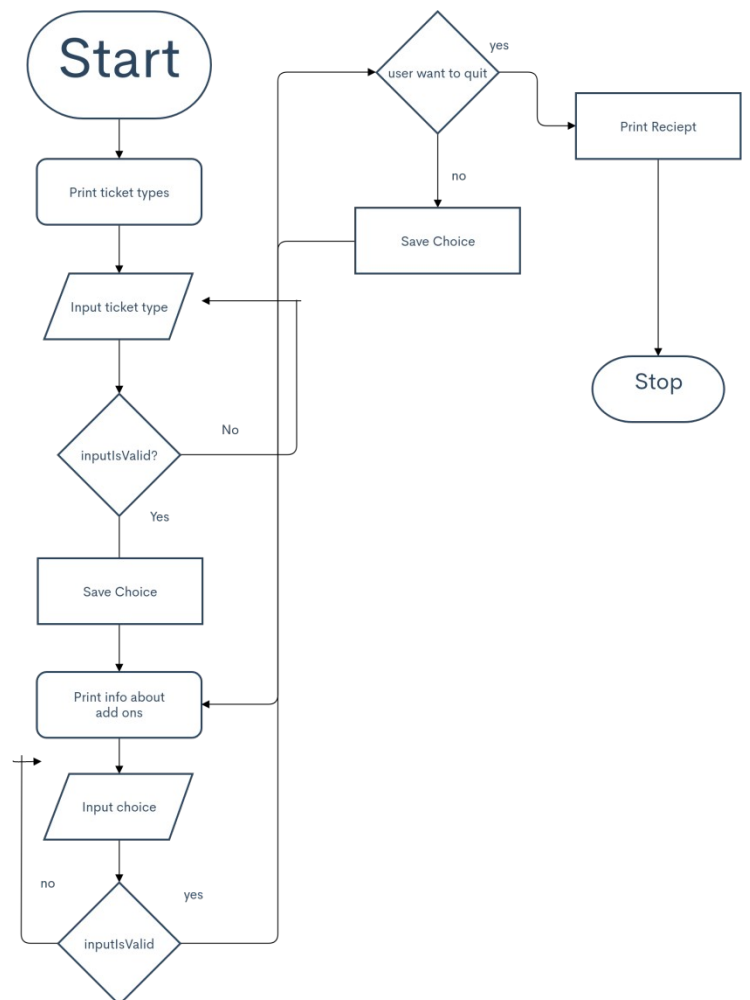 Start
Print ticket types
Input ticket type
inputIsValid?
No
Yes
Save Choice
Print info about
add ons
Input choice
no
yes
inputIsValid
user want to quit
yes
no
Save Choice
Print Reciept
Stop